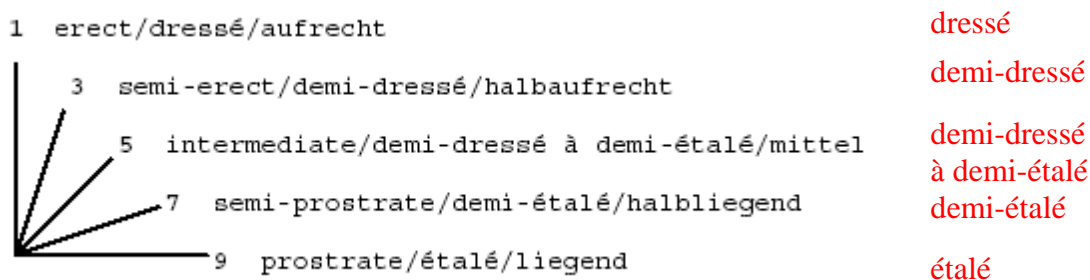 1 erect/dressé/aufrecht dressé
3 semi-erect/demi-dressé/halbaufrecht demi-dressé
5 intermediate/demi-dressé à demi-étalé/mittel demi-dressé
à demi-étalé
7 semi-prostrate/demi-étalé/halbliegend demi-étalé
9 prostrate/étalé/liegend étalé